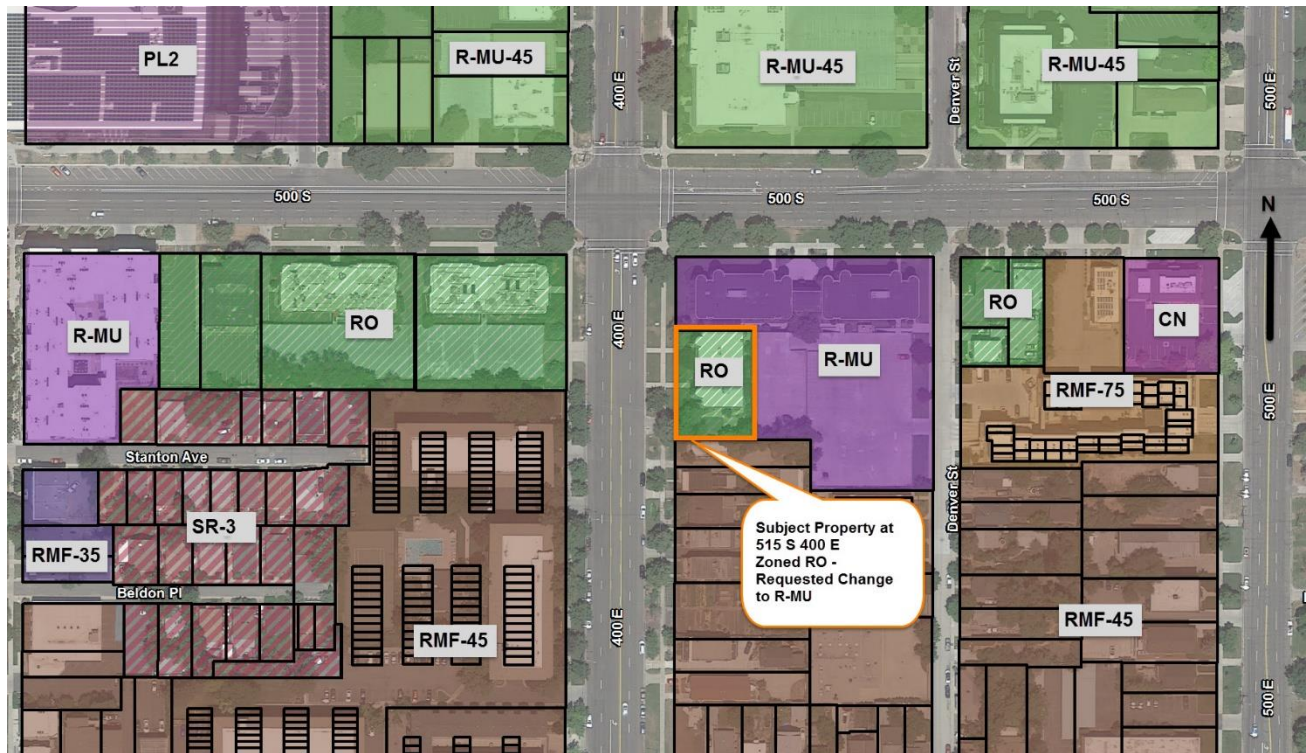 PL2
R-MU-45
400 E
R-MU-45
Denver St
R-MU-45
500 E
500 S
500 S
500 S
N
R-MU
RO
400 E
RO
R-MU
RO
CN
RMF-75
500 E
Stanton Ave
SR-3
RMF-35
Beldon Pl
RMF-45
400 E
Subject Property at
515 S 400 E
Zoned RO -
Requested Change
to R-MU
Denver St
RMF-45
500 E